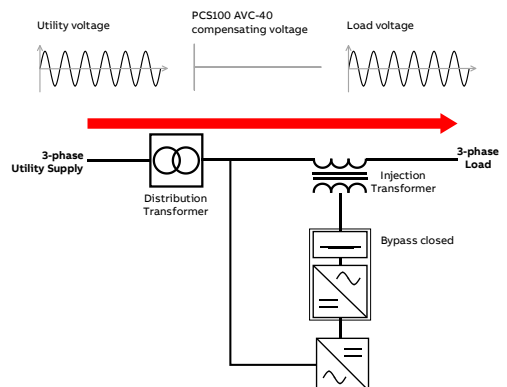 Utility voltage
PCS100 AVC-40
compensating voltage
Load voltage
3-phase
Utility Supply
3-phase
Load
Distribution
Transformer
Injection
Transformer
Bypass closed